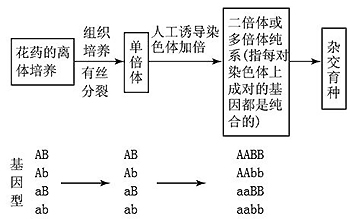 花药的离
体培养
组织
培养
有丝
分裂
单倍体
人工诱导染
色体加倍
二倍体或
多倍体纯
系(指每对
染色体上
成对的基
因都是纯
合的)
杂交育种
基因型
AB AB AABB
Ab Ab AAbb
aB aB aaBB
ab ab aabb